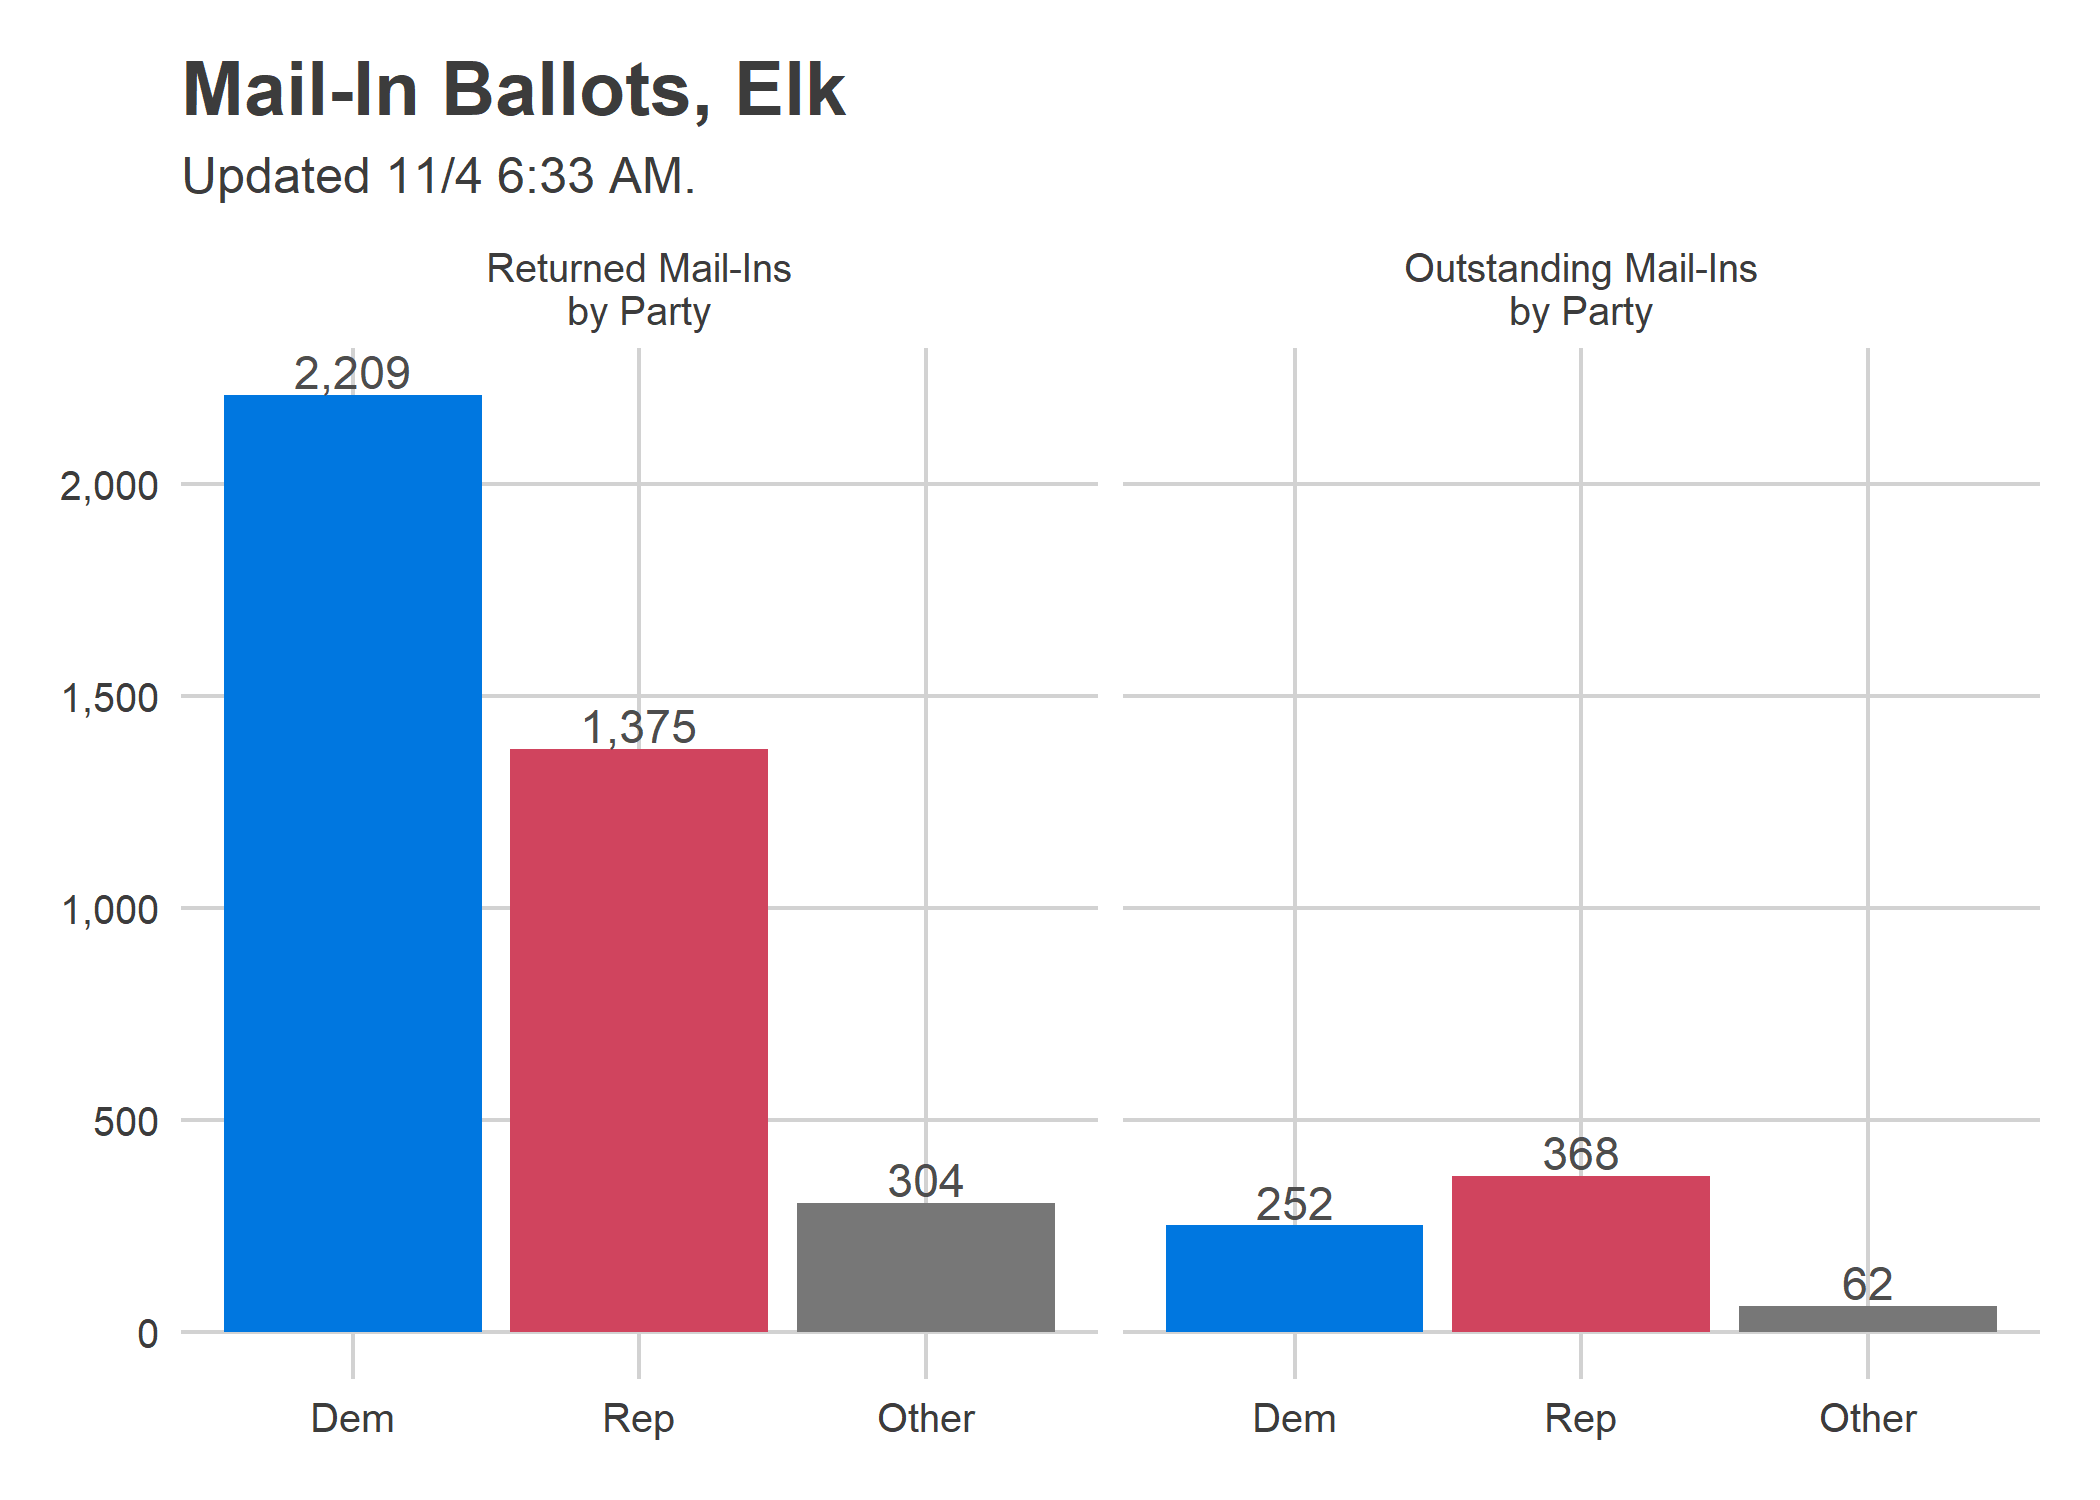 Mail-In Ballots, Elk
Updated 11/4 6:33 AM.
Returned Mail-Ins
by Party
Outstanding Mail-Ins
by Party
2,209
1,375
304
252
368
62
2,000
1,500
1,000
500
0
Dem
Rep
Other
Dem
Rep
Other